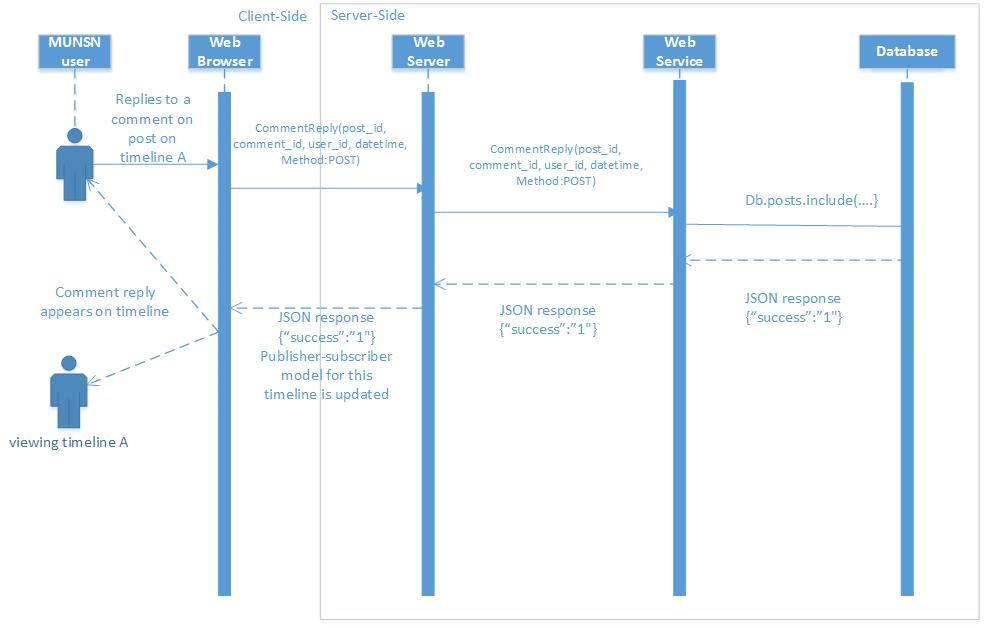 Client-Side
Server-Side
MUNSN
user
Web
Browser
Web
Server
Web
Service
Database
Replies to a
comment on
post on
timeline A
CommentReply(post_id,
comment_id, user_id, datetime,
Method:POST)
CommentReply(post_id,
comment_id, user_id, datetime,
Method:POST)
Db.posts.include(....}
Comment reply
appears on timeline
JSON response
{“success”:”1"}
Publisher-subscriber
model for this
timeline is updated
JSON response
{“success”:”1"}
JSON response
{“success”:”1"}
viewing timeline A